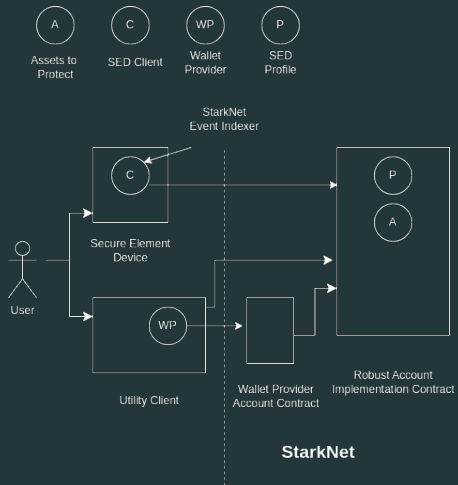 A
C
WP
P
Assets to
Protect
SED Client
Wallet
Provider
SED
Profile
StarkNet
Event Indexer
C
P
A
Secure Element
Device
User
WP
Utility Client
Wallet Provider
Account Contract
Robust Account
Implementation Contract
StarkNet